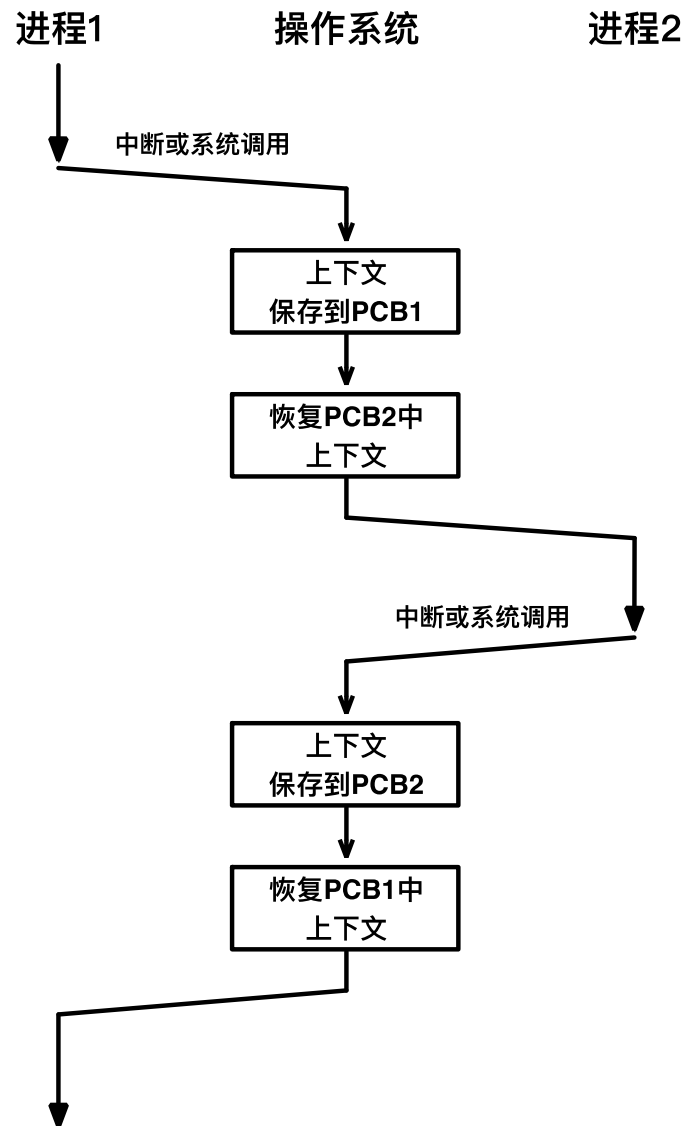 进程1 操作系统 进程2
中断或系统调用
上下文
保存到PCB1
恢复PCB2中
上下文
中断或系统调用
上下文
保存到PCB2
恢复PCB1中
上下文